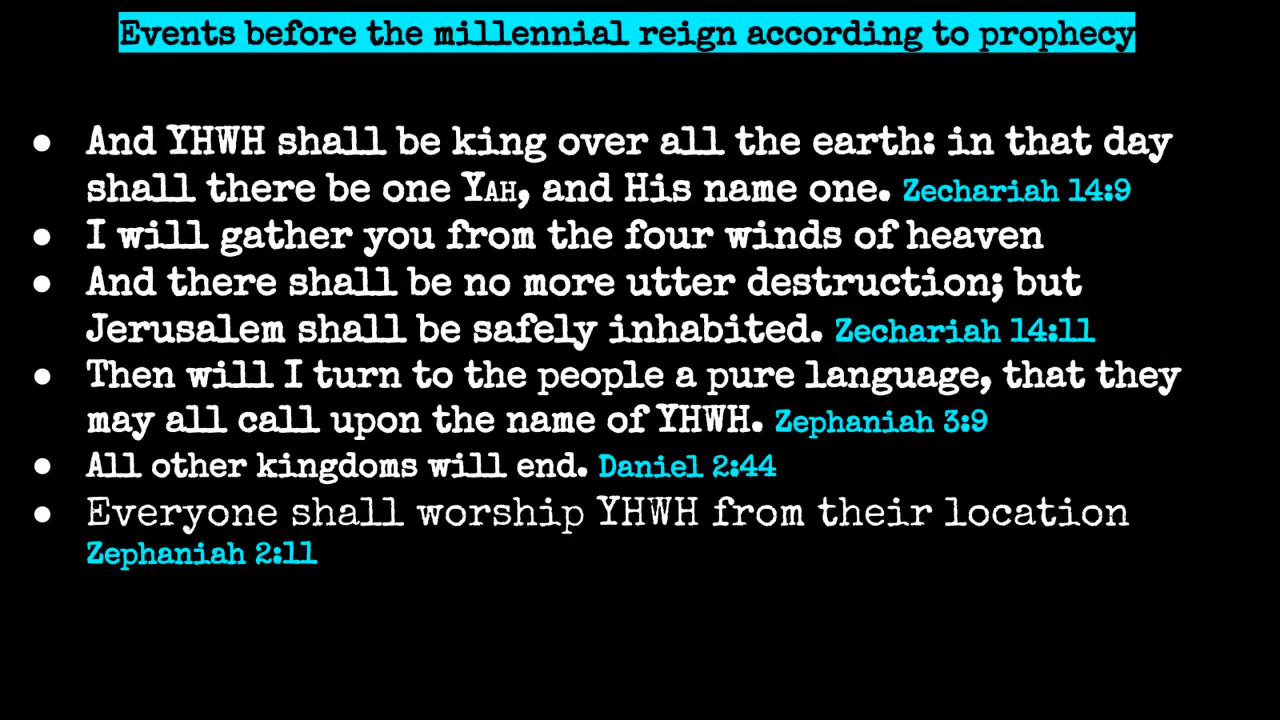 Events before the millennial reign according to prophecy
● And YHWH shall be king over all the earth: in that day
shall there be one YAH, and His name one. Zechariah 14:9
● I will gather you from the four winds of heaven
● And there shall be no more utter destruction; but
Jerusalem shall be safely inhabited. Zechariah 14:11
● Then will I turn to the people a pure language, that they
may all call upon the name of YHWH. Zephaniah 3:9
● All other kingdoms will end. Daniel 2:44
● Everyone shall worship YHWH from their location
Zephaniah 2:11